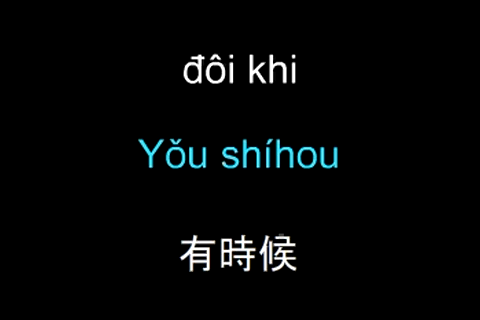 đôi khi
Yǒu shíhou
有時候